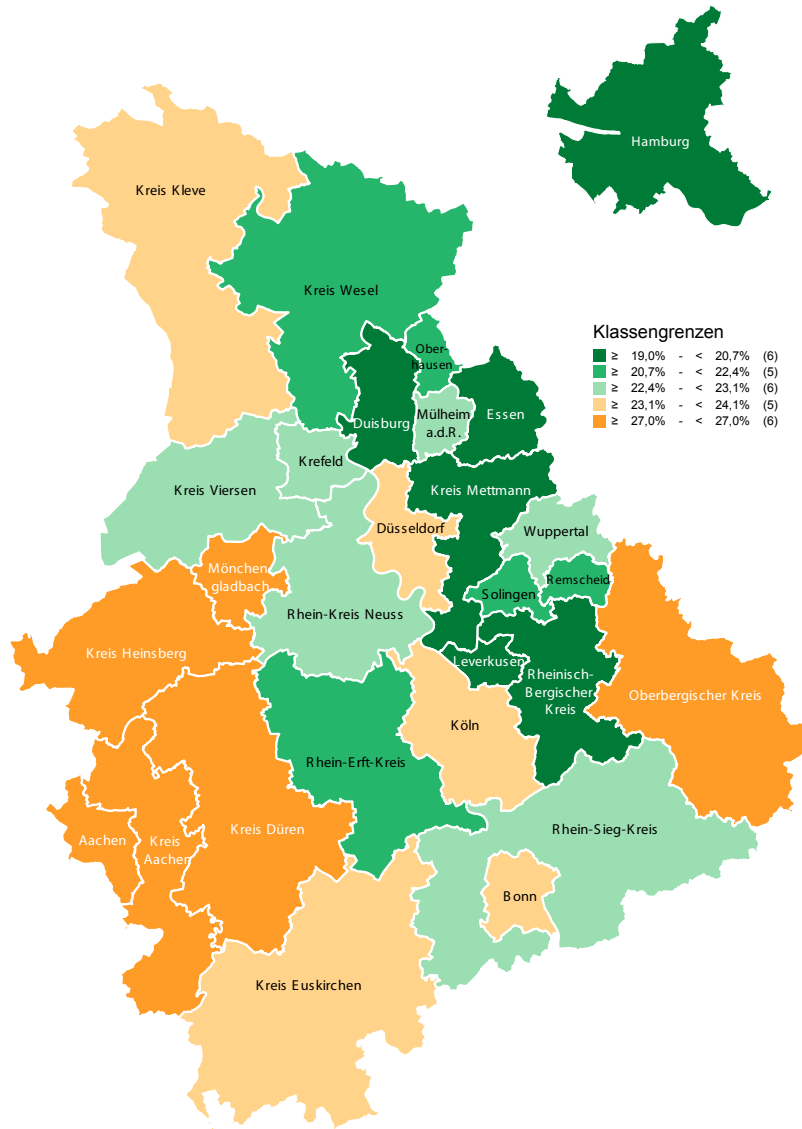 Hamburg
Kreis Kleve
Kreis Wesel
Klassengrenzen
≥ 19,0% - < 20,7% (6)
≥ 20,7% - < 22,4% (5)
≥ 22,4% - < 23,1% (6)
≥ 23,1% - < 24,1% (5)
≥ 27,0% - < 27,0% (6)
Ober-
hausen
Duisburg
Mülheim
a.d.R.
Essen
Krefeld
Kreis Viersen
Kreis Mettmann
Düsseldorf
Wuppertal
Mönchen
gladbach
Solingen
Remscheid
Rhein-Kreis Neuss
Kreis Heinsberg
Leverkusen
Rheinisch-
Bergischer
Kreis
Oberbergischer Kreis
Köln
Rhein-Erft-Kreis
Aachen
Kreis
Aachen
Kreis Düren
Rhein-Sieg-Kreis
Bonn
Kreis Euskirchen